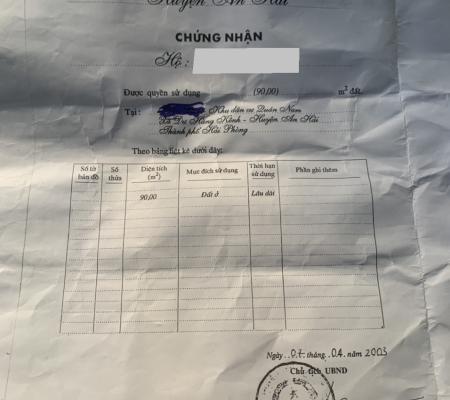 Huyện An Hải
CHỨNG NHẬN
Hộ :
Được quyền sử dụng (90,00) m² đất.
Tại : Khu dân cư Quán Nam
Xã Dư Hàng Kênh - Huyện An Hải
Thành phố Hải Phòng
Theo bảng liệt kê dưới đây:
Số tờ bản đồ Số thửa Diện tích (m²) Mục đích sử dụng Thời hạn sử dụng Phần ghi thêm
90,00 Đất ở Lâu dài
Ngày ..01.. tháng ..04.. năm 2003
Chủ tịch UBND